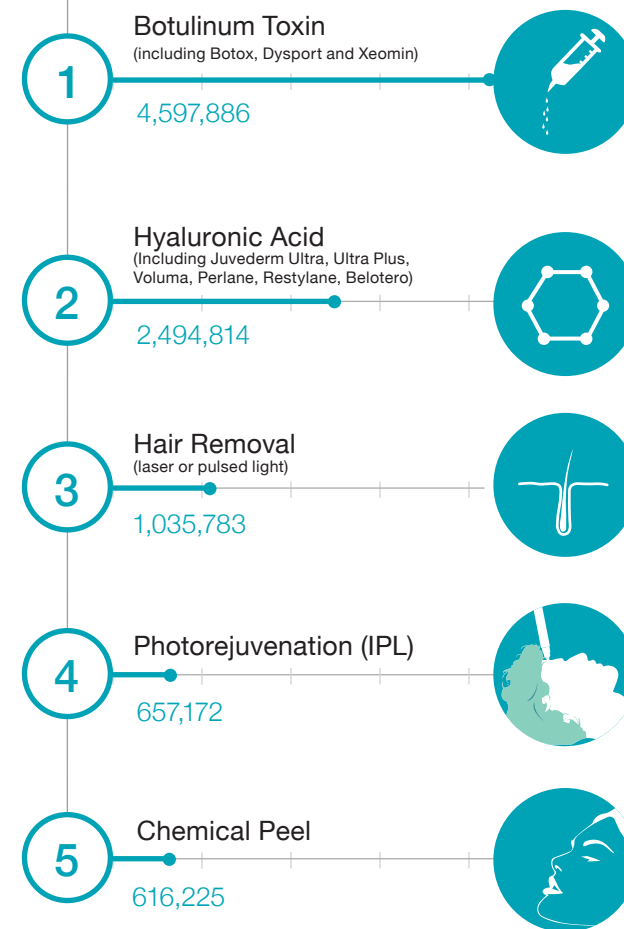 1
Botulinum Toxin
(including Botox, Dysport and Xeomin)
4,597,886
2
Hyaluronic Acid
(Including Juvederm Ultra, Ultra Plus,
Voluma, Perlane, Restylane, Belotero)
2,494,814
3
Hair Removal
(laser or pulsed light)
1,035,783
4
Photorejuvenation (IPL)
657,172
5
Chemical Peel
616,225